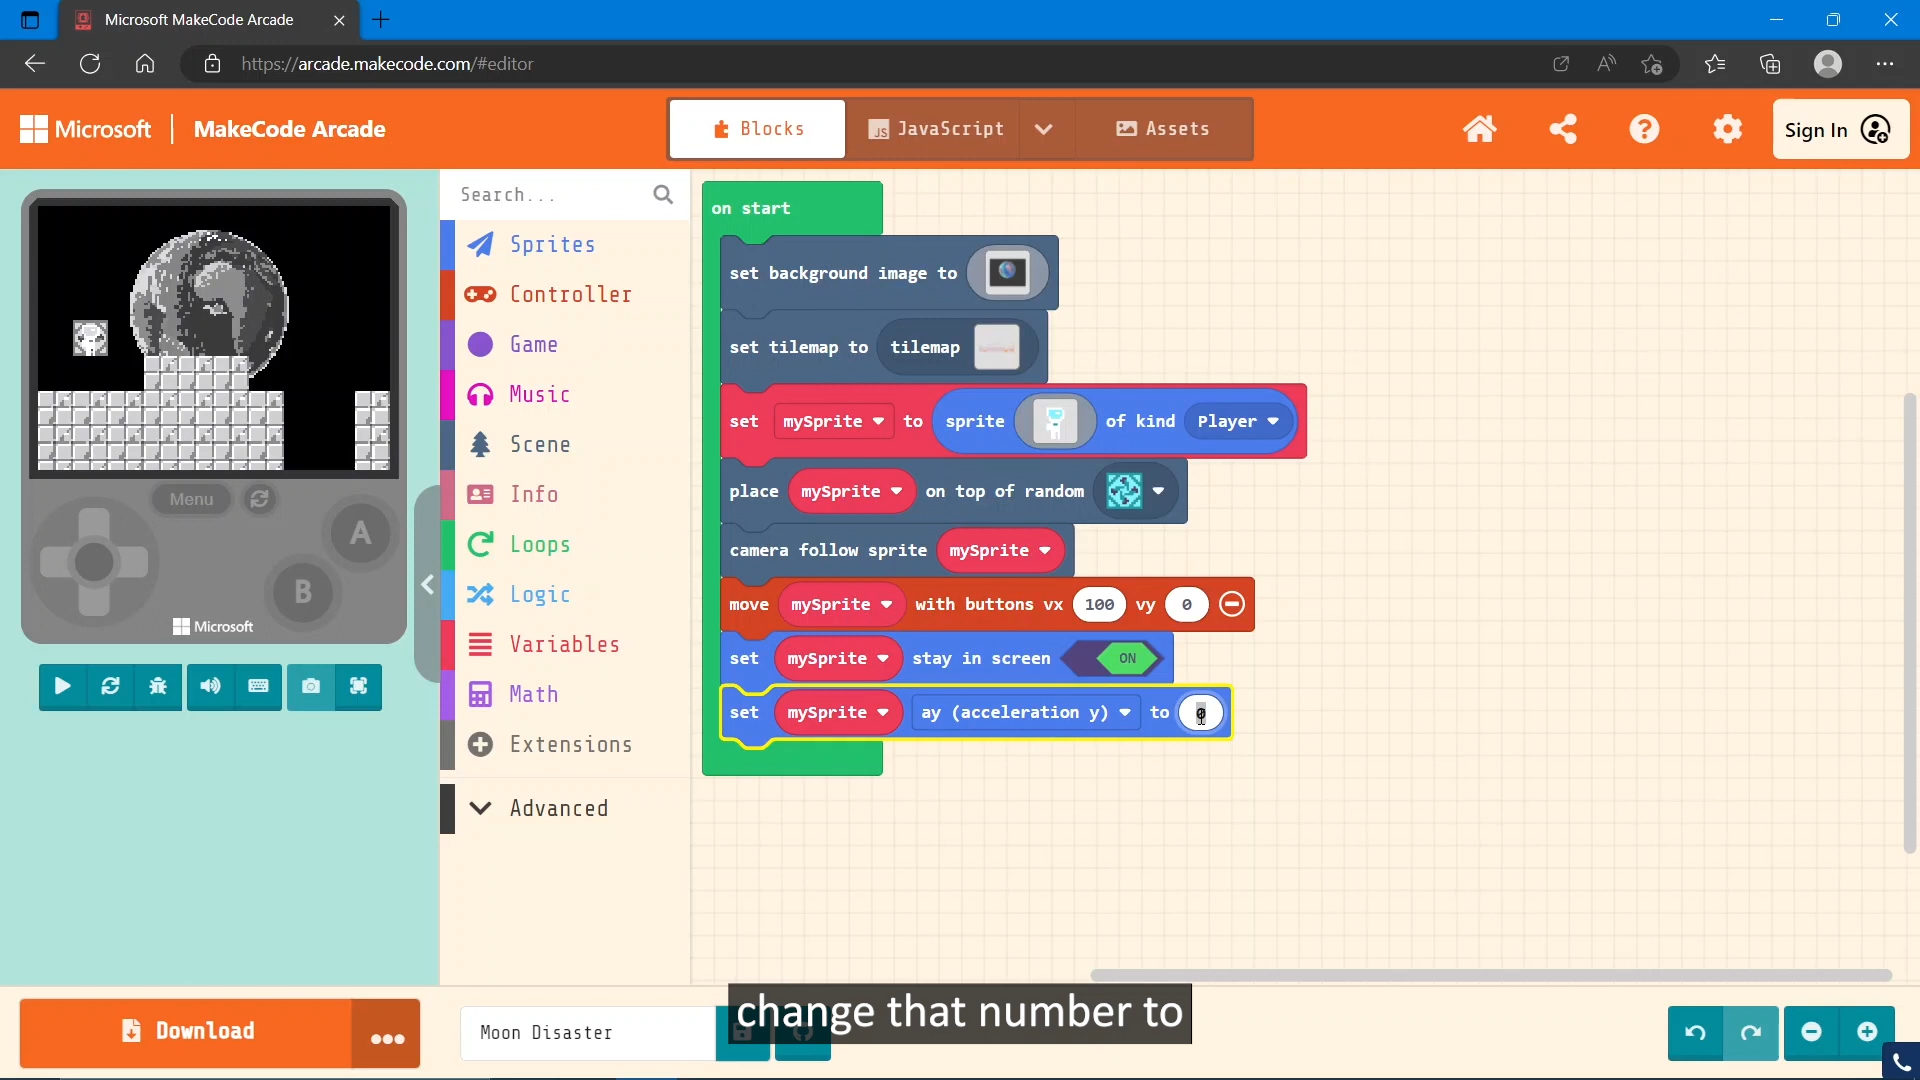 Microsoft MakeCode Arcade
https://arcade.makecode.com/#editor
Microsoft
MakeCode Arcade
Blocks
JS JavaScript
Assets
Sign In
Search...
Sprites
Controller
Game
Music
Scene
Info
Loops
Logic
Variables
Math
Extensions
Advanced
Menu
A
B
Microsoft
on start
set background image to
set tilemap to tilemap
set mySprite to sprite of kind Player
place mySprite on top of random
camera follow sprite mySprite
move mySprite with buttons vx 100 vy 0
set mySprite stay in screen ON
set mySprite ay (acceleration y) to 0
Download
Moon Disaster
change that number to